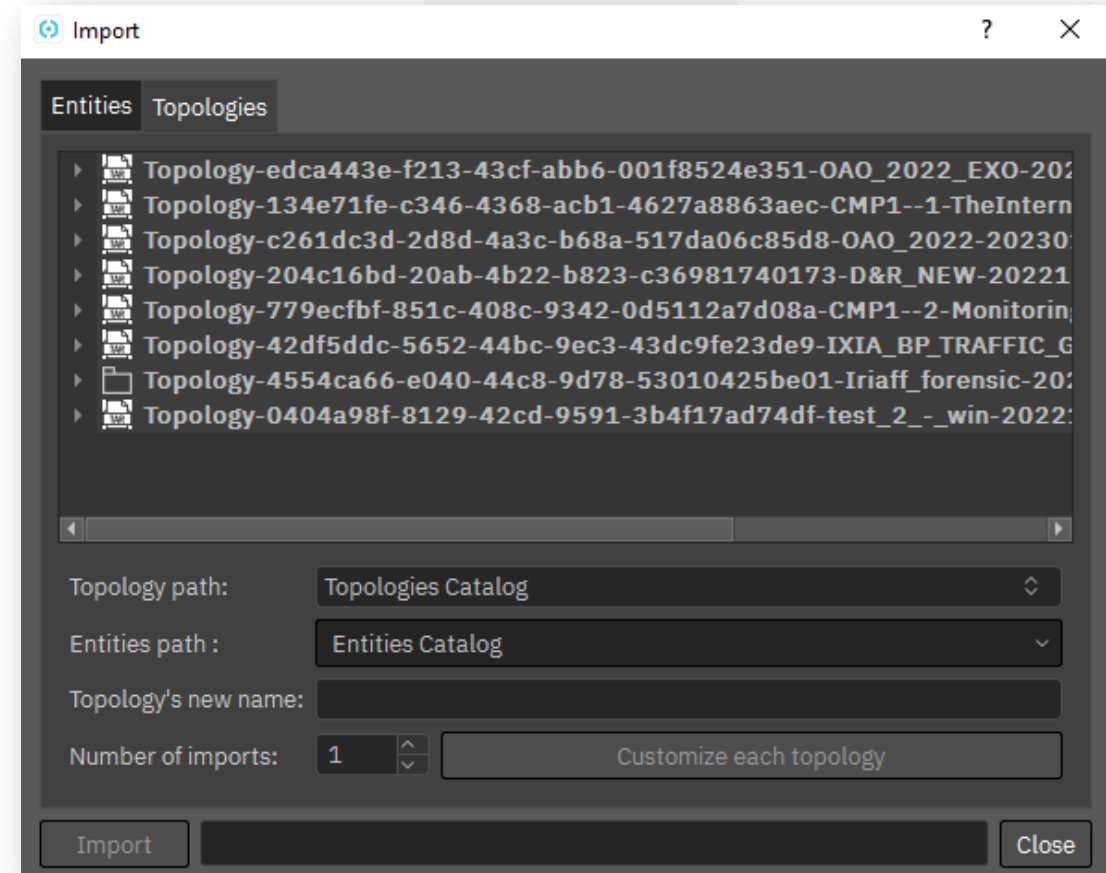 Import ? ×
Entities Topologies
Topology-edca443e-f213-43cf-abb6-001f8524e351-OAO_2022_EXO-202
Topology-134e71fe-c346-4368-acb1-4627a8863aec-CMP1--1-TheIntern
Topology-c261dc3d-2d8d-4a3c-b68a-517da06c85d8-OAO_2022-20230
Topology-204c16bd-20ab-4b22-b823-c36981740173-D&R_NEW-20221
Topology-779ecfbf-851c-408c-9342-0d5112a7d08a-CMP1--2-Monitorin
Topology-42df5ddc-5652-44bc-9ec3-43dc9fe23de9-IXIA_BP_TRAFFIC_G
Topology-4554ca66-e040-44c8-9d78-53010425be01-Iriaff_forensic-202
Topology-0404a98f-8129-42cd-9591-3b4f17ad74df-test_2_-_win-2022
Topology path: Topologies Catalog
Entities path : Entities Catalog
Topology's new name:
Number of imports: 1 Customize each topology
Import Close